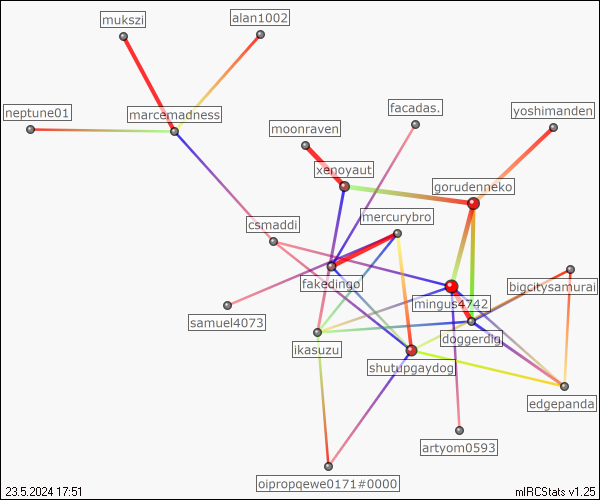 mukszi
alan1002
neptune01
marcemadness
facadas.
yoshimanden
moonraven
xenoyaut
gorudenneko
mercurybro
csmaddi
fakedingo
bigcitysamurai
mingus4742
samuel4073
doggerdig
ikasuzu
shutupgaydog
edgepanda
artyom0593
oipropqewe0171#0000
23.5.2024 17:51
mIRCStats v1.25